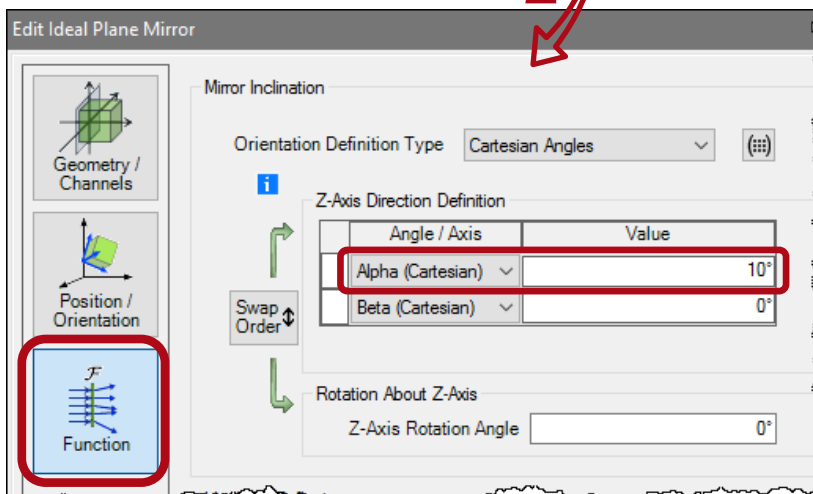 Edit Ideal Plane Mirror
Geometry /
Channels
Position /
Orientation
F
Function
Mirror Inclination
Orientation Definition Type Cartesian Angles
i
Z-Axis Direction Definition
Angle / Axis Value
Alpha (Cartesian) 10°
Beta (Cartesian) 0°
Swap
Order
Rotation About Z-Axis
Z-Axis Rotation Angle 0°